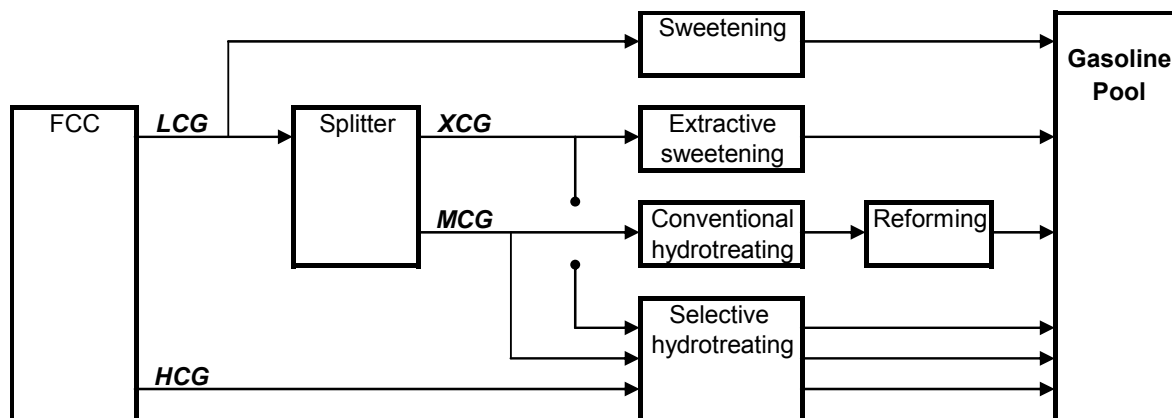 Sweetening
Gasoline
Pool
FCC
LCG
Splitter
XCG
Extractive
sweetening
MCG
Conventional
hydrotreating
Reforming
Selective
hydrotreating
HCG